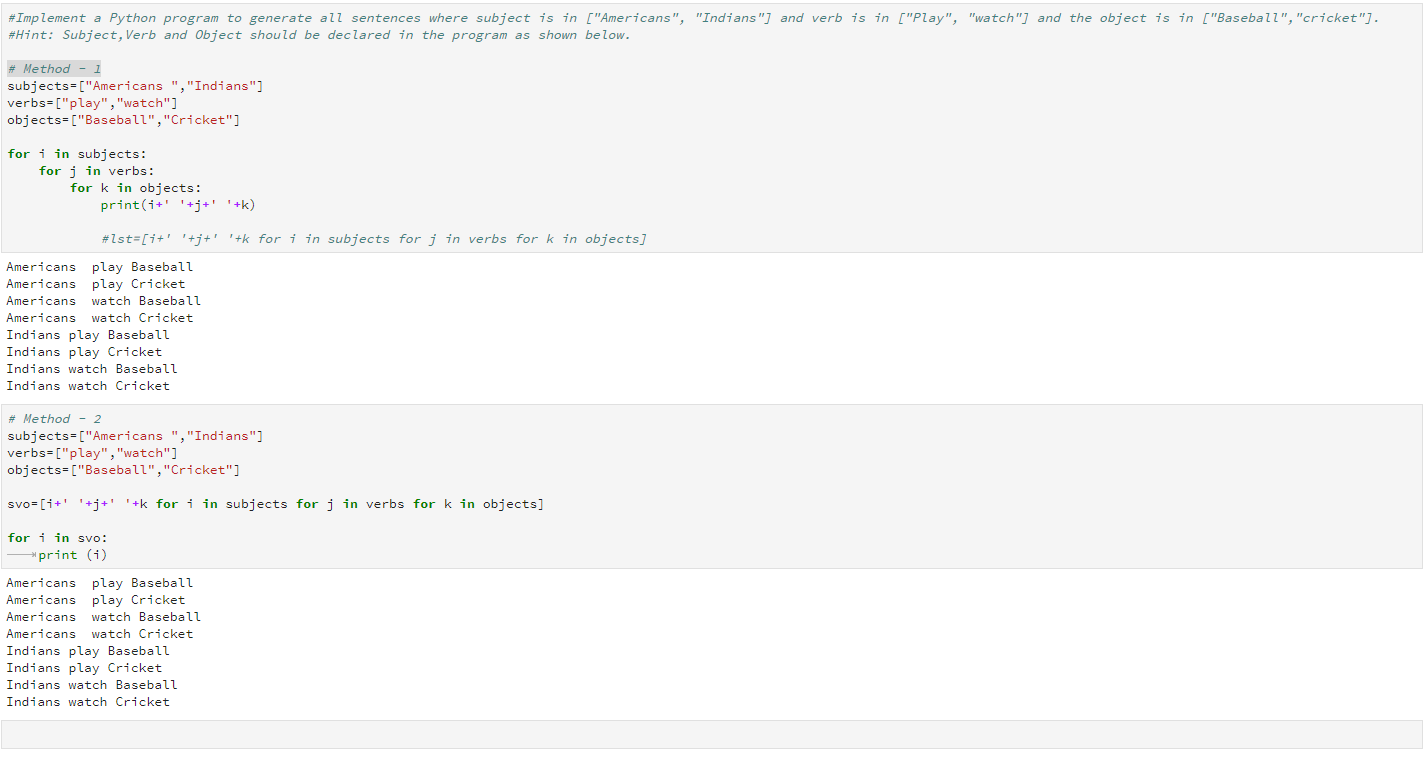 #Implement a Python program to generate all sentences where subject is in ["Americans", "Indians"] and verb is in ["Play", "watch"] and the object is in ["Baseball","cricket"].
#Hint: Subject,Verb and Object should be declared in the program as shown below.
# Method - 1
subjects=["Americans ","Indians"]
verbs=["play","watch"]
objects=["Baseball","Cricket"]
for i in subjects:
    for j in verbs:
        for k in objects:
            print(i+' '+j+' '+k)
            #lst=[i+' '+j+' '+k for i in subjects for j in verbs for k in objects]
Americans  play Baseball
Americans  play Cricket
Americans  watch Baseball
Americans  watch Cricket
Indians play Baseball
Indians play Cricket
Indians watch Baseball
Indians watch Cricket
# Method - 2
subjects=["Americans ","Indians"]
verbs=["play","watch"]
objects=["Baseball","Cricket"]
svo=[i+' '+j+' '+k for i in subjects for j in verbs for k in objects]
for i in svo:
    print (i)
Americans  play Baseball
Americans  play Cricket
Americans  watch Baseball
Americans  watch Cricket
Indians play Baseball
Indians play Cricket
Indians watch Baseball
Indians watch Cricket